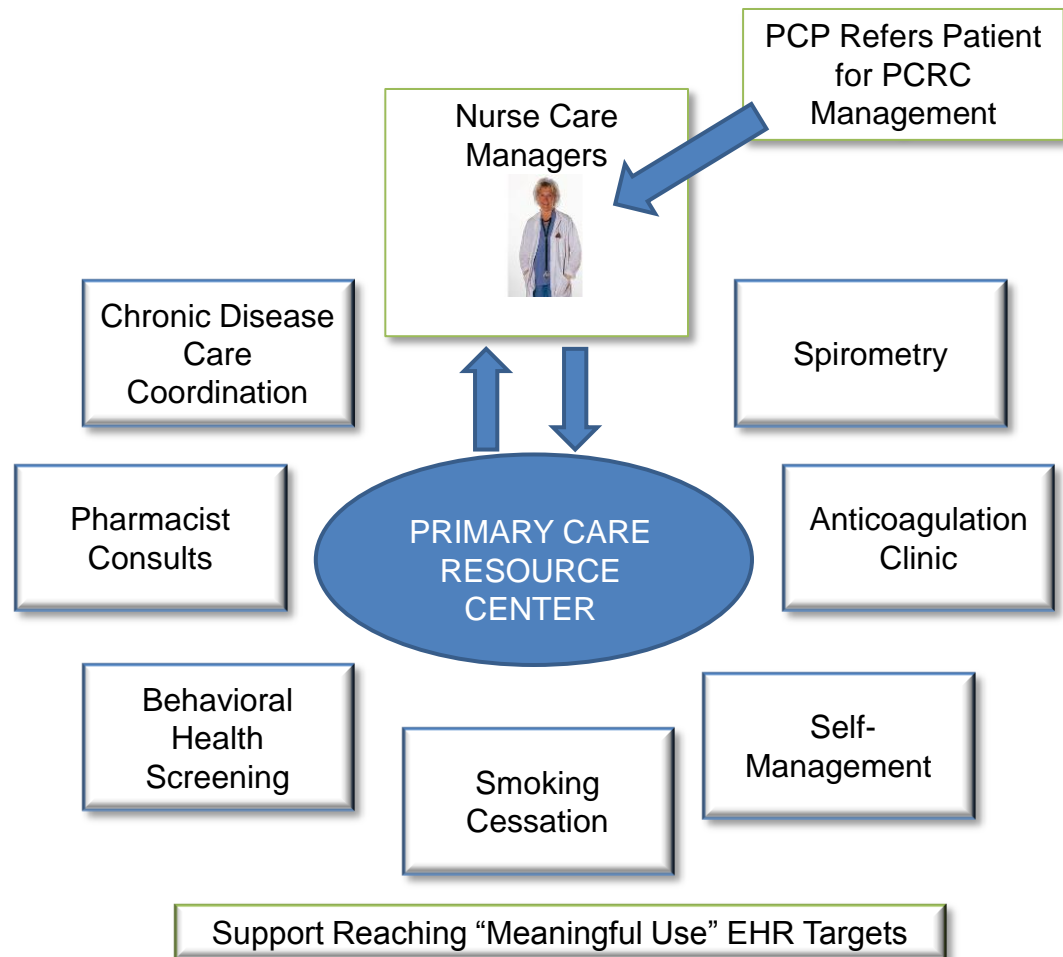 PCP Refers Patient
for PCRC
Management
Nurse Care
Managers
Chronic Disease
Care
Coordination
Spirometry
Pharmacist
Consults
PRIMARY CARE
RESOURCE
CENTER
Anticoagulation
Clinic
Behavioral
Health
Screening
Smoking
Cessation
Self-
Management
Support Reaching “Meaningful Use” EHR Targets